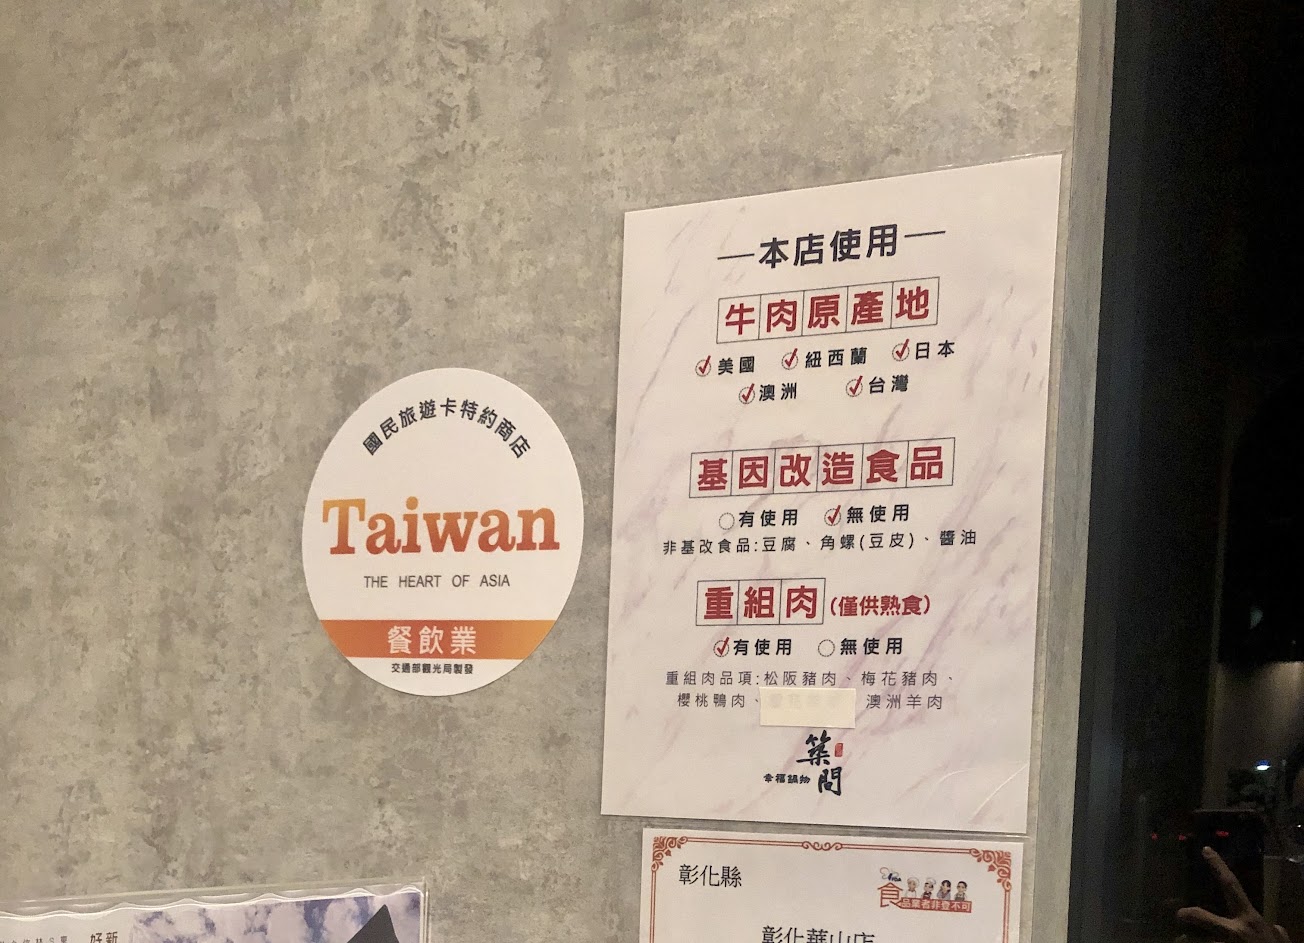 國民旅遊卡特約商店
Taiwan
THE HEART OF ASIA
餐飲業
交通部觀光局製發
—本店使用—
牛肉原產地
美國 紐西蘭 日本
澳洲 台灣
基因改造食品
有使用 無使用
非基改食品:豆腐、角螺(豆皮)、醬油
重組肉(僅供熟食)
有使用 無使用
重組肉品項:松阪豬肉、梅花豬肉、
櫻桃鴨肉、 澳洲羊肉
築間
幸福鍋物
彰化縣
食品業者非登不可
彰化華山店
好新